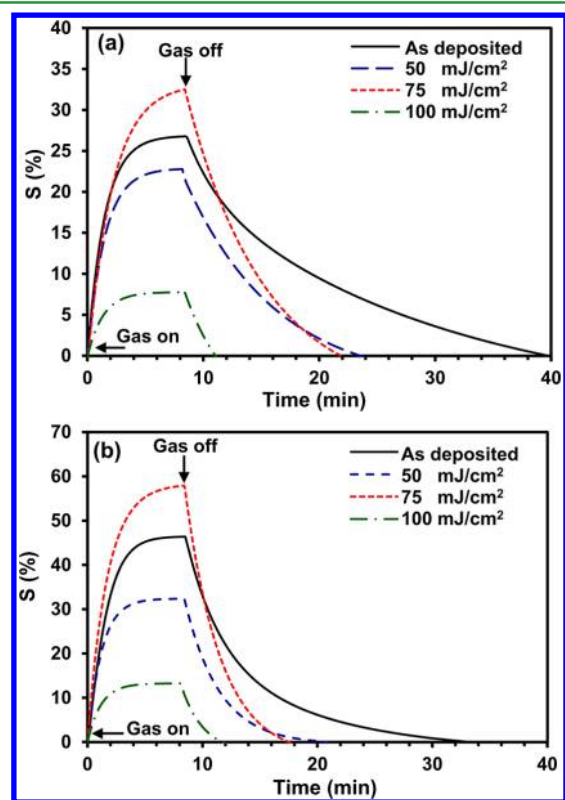 (a)
Gas off
As deposited
50 mJ/cm²
75 mJ/cm²
100 mJ/cm²
S (%)
40
35
30
25
20
15
10
5
0
Gas on
0 10 20 30 40
Time (min)
(b)
Gas off
As deposited
50 mJ/cm²
75 mJ/cm²
100 mJ/cm²
S (%)
70
60
50
40
30
20
10
0
Gas on
0 10 20 30 40
Time (min)